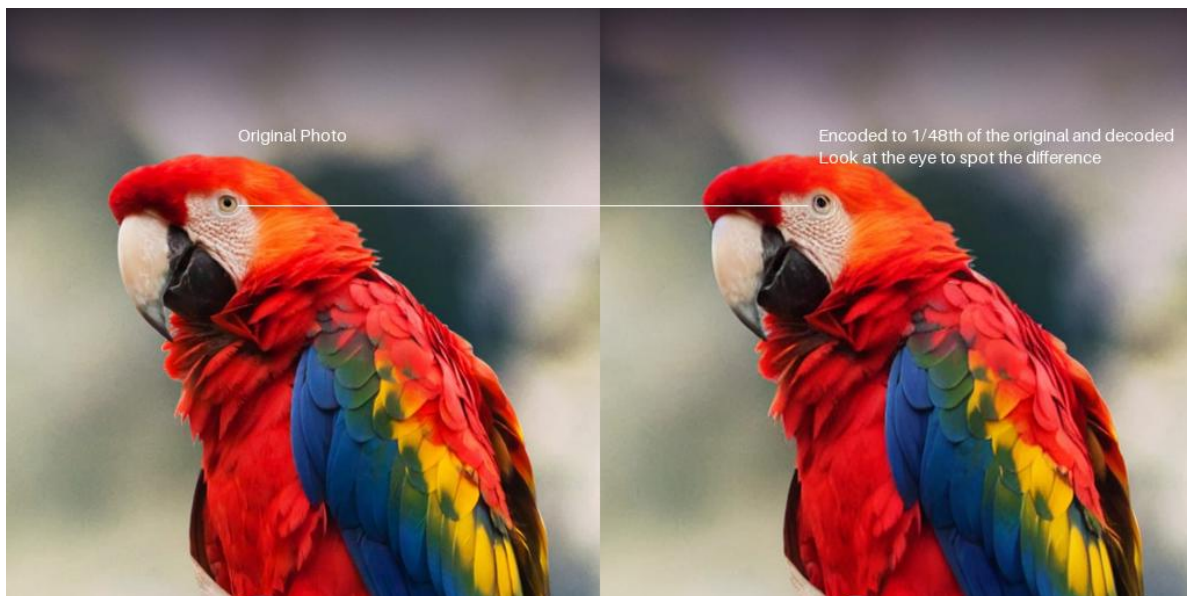 Original Photo
Encoded to 1/48th of the original and decoded
Look at the eye to spot the difference